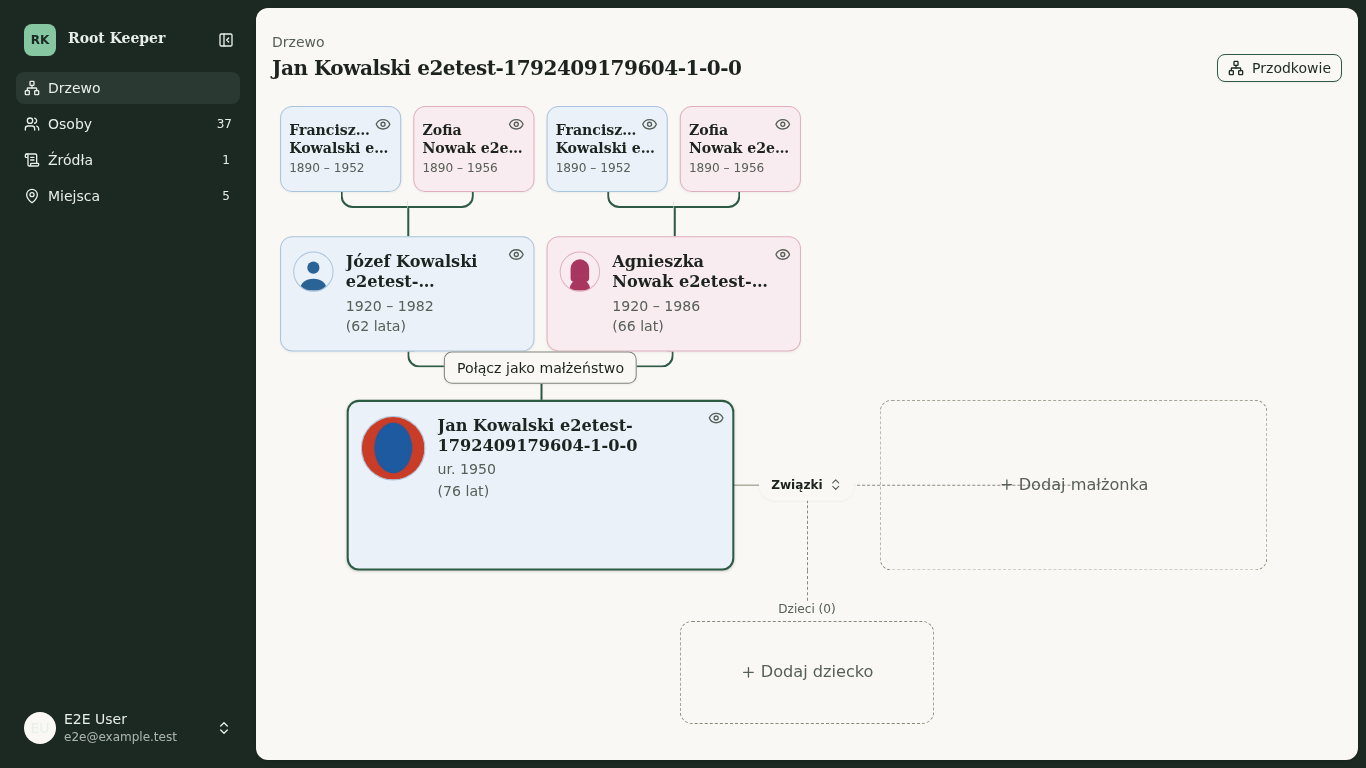 RK
Root Keeper
Drzewo
Osoby
37
Źródła
1
Miejsca
5
E2E User
e2e@example.test
Drzewo
Jan Kowalski e2etest-1792409179604-1-0-0
Przodkowie
Francisz...
Kowalski e...
1890 – 1952
Zofia
Nowak e2e...
1890 – 1956
Francisz...
Kowalski e...
1890 – 1952
Zofia
Nowak e2e...
1890 – 1956
Józef Kowalski
e2etest-...
1920 – 1982
(62 lata)
Agnieszka
Nowak e2etest-...
1920 – 1986
(66 lat)
Połącz jako małżeństwo
Jan Kowalski e2etest-
1792409179604-1-0-0
ur. 1950
(76 lat)
Związki
+ Dodaj małżonka
Dzieci (0)
+ Dodaj dziecko